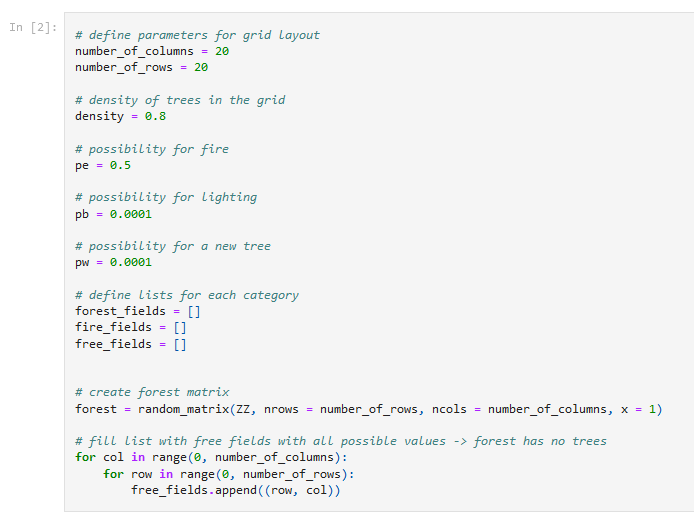 In [2]:
# define parameters for grid layout
number_of_columns = 20
number_of_rows = 20
# density of trees in the grid
density = 0.8
# possibility for fire
pe = 0.5
# possibility for lighting
pb = 0.0001
# possibility for a new tree
pw = 0.0001
# define lists for each category
forest_fields = []
fire_fields = []
free_fields = []
# create forest matrix
forest = random_matrix(ZZ, nrows = number_of_rows, ncols = number_of_columns, x = 1)
# fill list with free fields with all possible values -> forest has no trees
for col in range(0, number_of_columns):
    for row in range(0, number_of_rows):
        free_fields.append((row, col))